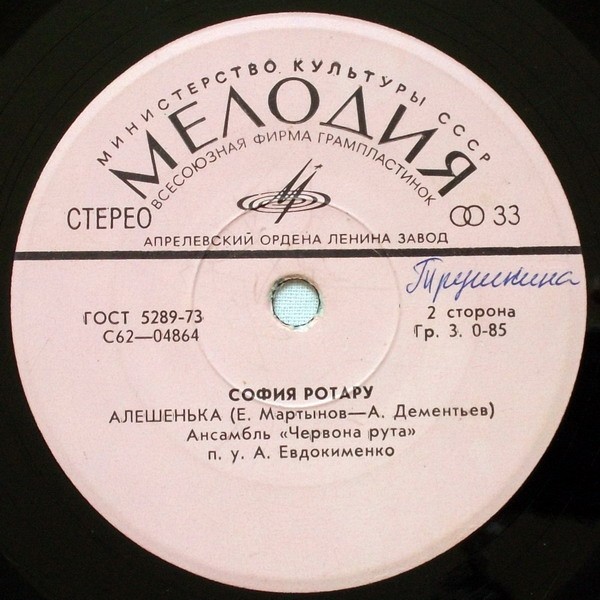 МИНИСТЕРСТВО КУЛЬТУРЫ СССР
МЕЛОДИЯ
ВСЕСОЮЗНАЯ ФИРМА ГРАМПЛАСТИНОК
СТЕРЕО
33
АПРЕЛЕВСКИЙ ОРДЕНА ЛЕНИНА ЗАВОД
Трушкина
ГОСТ 5289-73
С62—04864
2 сторона
Гр. 3. 0-85
СОФИЯ РОТАРУ
АЛЕШЕНЬКА (Е. Мартынов—А. Дементьев)
Ансамбль «Червона рута»
п. у. А. Евдокименко